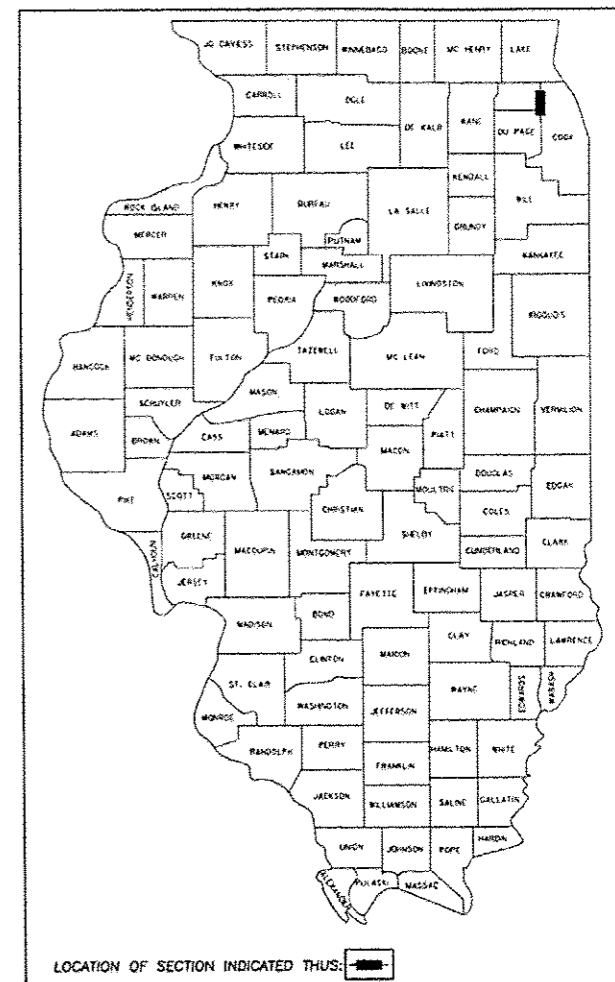 JO DAVIESS STEPHENSON WINNEBAGO BOONE MC HENRY LAKE
CARROLL OGLE DE KALB KANE DU PAGE COOK
WHITESIDE LEE
KENDALL
ROCK ISLAND HENRY BUREAU LA SALLE WILL
MERCER PUTNAM GRUNDY
STARK MARSHALL KANKAKEE
HENDERSON WARREN KNOX PEORIA WOODFORD LIVINGSTON IROQUOIS
HANCOCK MC DONOUGH FULTON TAZEWELL MC LEAN FORD
MASON
SCHUYLER LOGAN DE WITT CHAMPAIGN VERMILION
ADAMS BROWN CASS MENARD MACON PIATT
MORGAN SANGAMON DOUGLAS EDGAR
PIKE SCOTT CHRISTIAN MOULTRIE COLES
CALHOUN GREENE MACOUPIN MONTGOMERY SHELBY CUMBERLAND CLARK
JERSEY
FAYETTE EFFINGHAM JASPER CRAWFORD
MADISON BOND CLAY RICHLAND LAWRENCE
CLINTON MARION
ST. CLAIR WAYNE EDWARDS WABASH
MONROE WASHINGTON JEFFERSON
RANDOLPH PERRY HAMILTON WHITE
FRANKLIN
JACKSON WILLIAMSON SALINE GALLATIN
UNION JOHNSON POPE HARDIN
ALEXANDER PULASKI MASSAC
LOCATION OF SECTION INDICATED THUS: